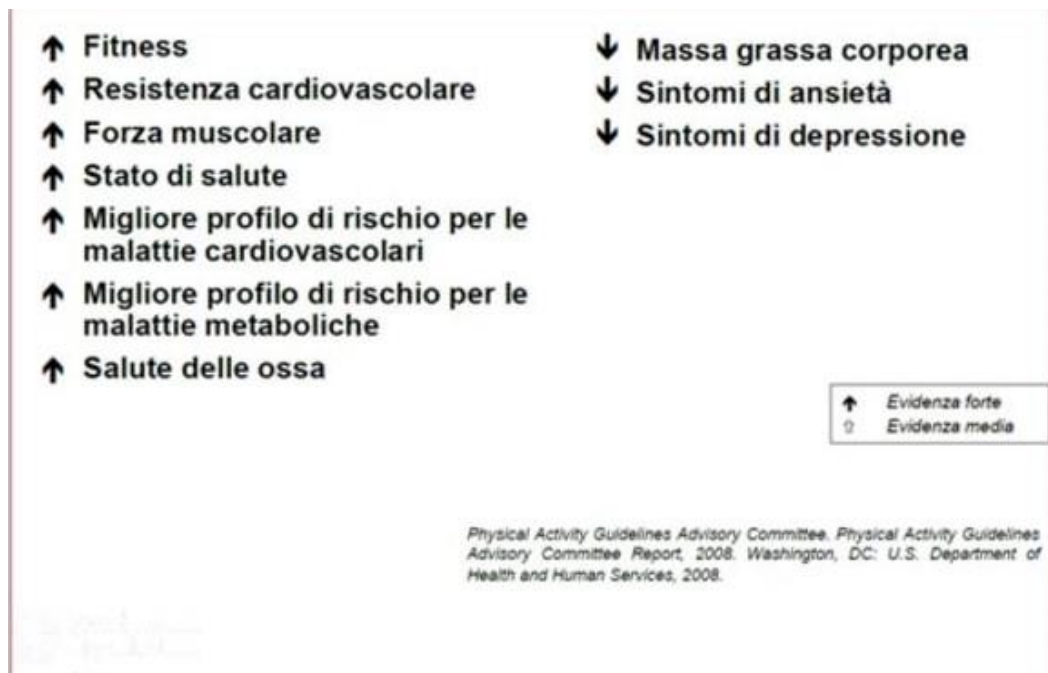 ↑ Fitness
↑ Resistenza cardiovascolare
↑ Forza muscolare
↑ Stato di salute
↑ Migliore profilo di rischio per le
malattie cardiovascolari
↑ Migliore profilo di rischio per le
malattie metaboliche
↑ Salute delle ossa
↓ Massa grassa corporea
↓ Sintomi di ansietà
↓ Sintomi di depressione
↑ Evidenza forte
⇧ Evidenza media
Physical Activity Guidelines Advisory Committee. Physical Activity Guidelines
Advisory Committee Report, 2008. Washington, DC: U.S. Department of
Health and Human Services, 2008.